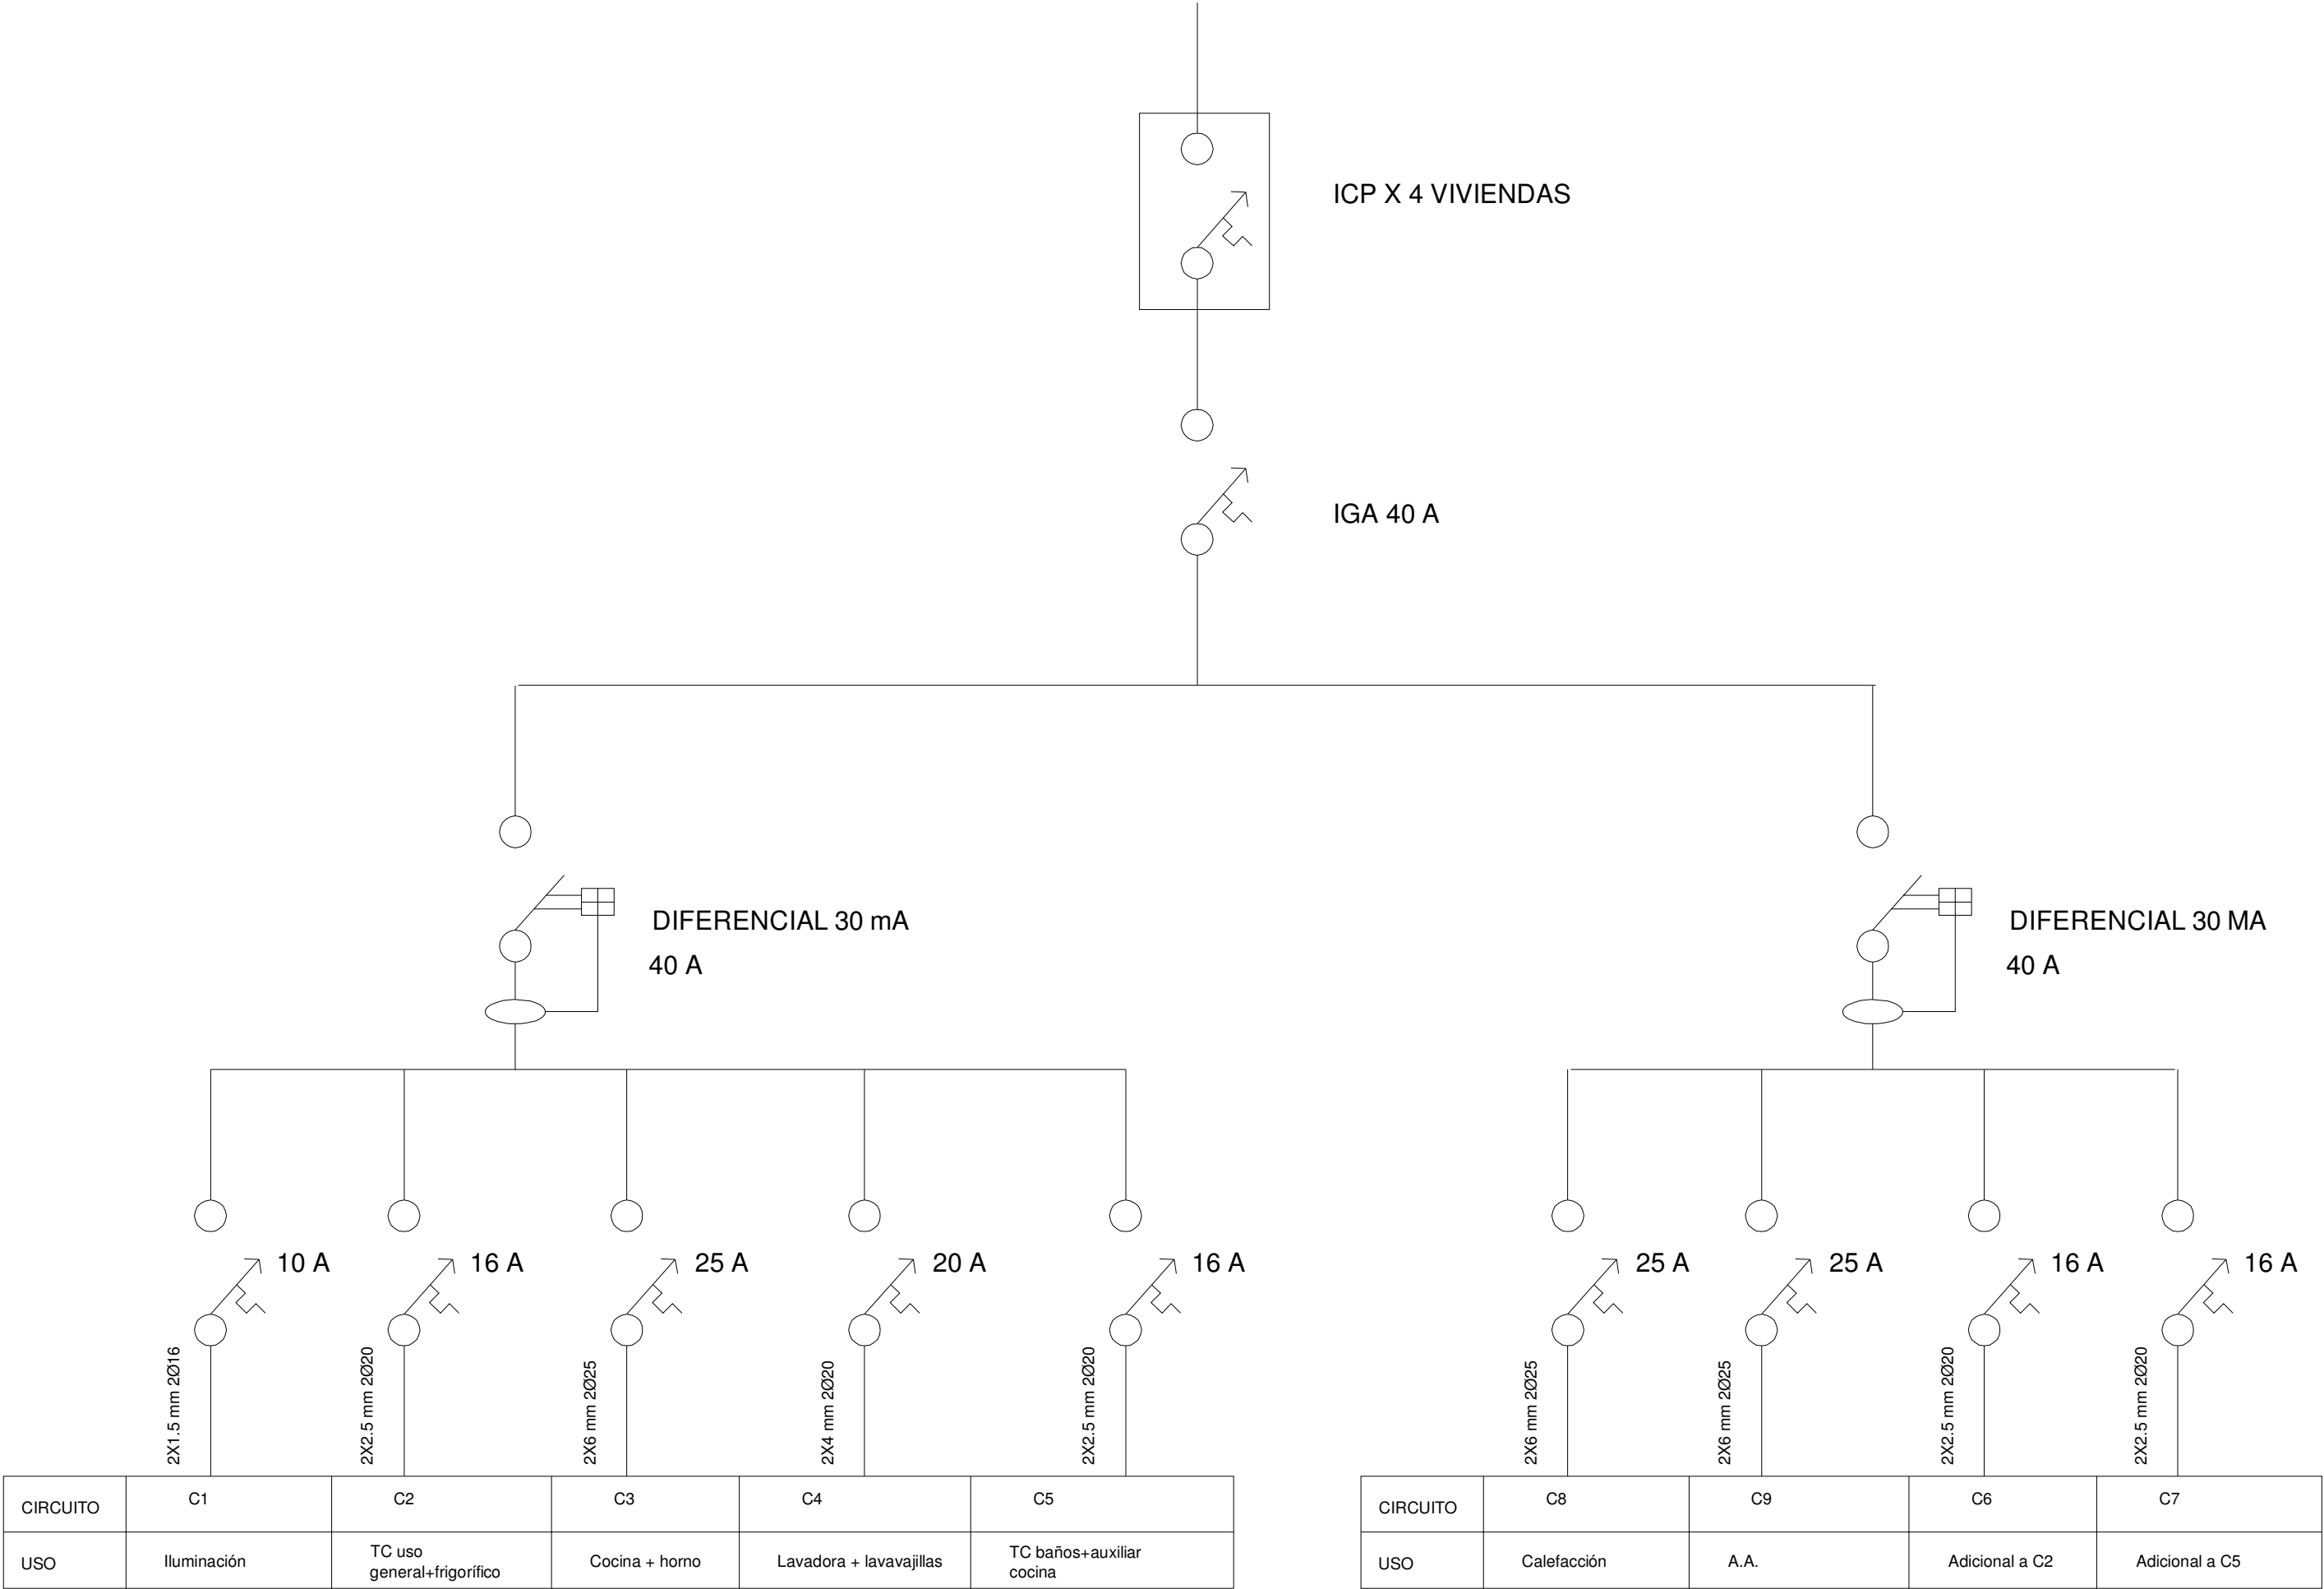 ICP X 4 VIVIENDAS
IGA 40 A
DIFERENCIAL 30 mA
40 A
DIFERENCIAL 30 MA
40 A
10 A
16 A
25 A
20 A
16 A
25 A
25 A
16 A
16 A
2X1.5 mm 2Ø16
2X2.5 mm 2Ø20
2X6 mm 2Ø25
2X4 mm 2Ø20
2X2.5 mm 2Ø20
2X6 mm 2Ø25
2X6 mm 2Ø25
2X2.5 mm 2Ø20
2X2.5 mm 2Ø20
CIRCUITO C1 C2 C3 C4 C5
USO Iluminación TC uso general+frigorífico Cocina + horno Lavadora + lavavajillas TC baños+auxiliar cocina
CIRCUITO C8 C9 C6 C7
USO Calefacción A.A. Adicional a C2 Adicional a C5